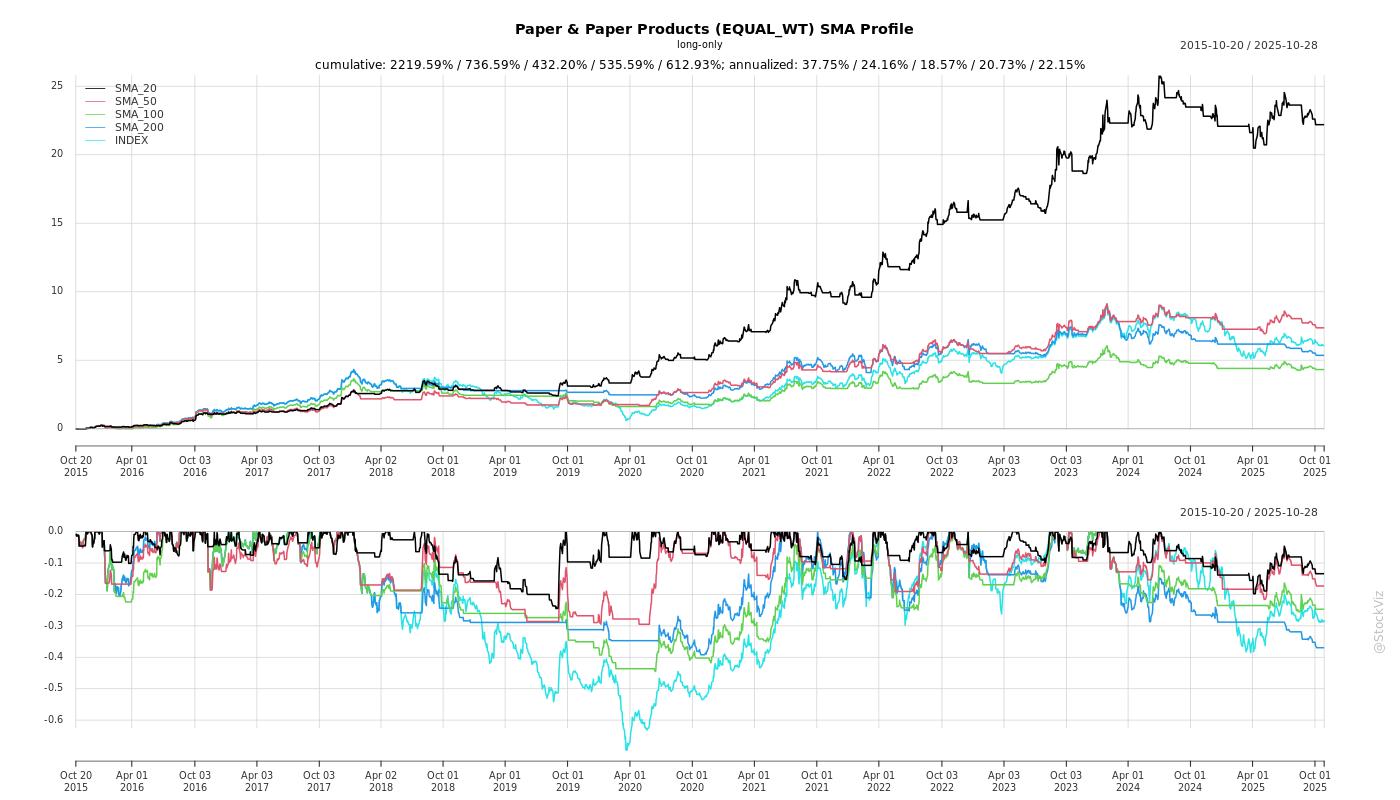 Paper & Paper Products (EQUAL_WT) SMA Profile
long-only
2015-10-20 / 2025-10-28
cumulative: 2219.59% / 736.59% / 432.20% / 535.59% / 612.93%; annualized: 37.75% / 24.16% / 18.57% / 20.73% / 22.15%
SMA_20
SMA_50
SMA_100
SMA_200
INDEX
25
20
15
10
5
0
Oct 20 Apr 01 Oct 03 Apr 03 Oct 03 Apr 02 Oct 01 Apr 01 Oct 01 Apr 01 Oct 01 Apr 01 Oct 01 Apr 01 Oct 03 Apr 03 Oct 03 Apr 01 Oct 01 Apr 01 Oct 01
2015 2016 2016 2017 2017 2018 2018 2019 2019 2020 2020 2021 2021 2022 2022 2023 2023 2024 2024 2025 2025
2015-10-20 / 2025-10-28
0.0
-0.1
-0.2
-0.3
-0.4
-0.5
-0.6
Oct 20 Apr 01 Oct 03 Apr 03 Oct 03 Apr 02 Oct 01 Apr 01 Oct 01 Apr 01 Oct 01 Apr 01 Oct 01 Apr 01 Oct 03 Apr 03 Oct 03 Apr 01 Oct 01 Apr 01 Oct 01
2015 2016 2016 2017 2017 2018 2018 2019 2019 2020 2020 2021 2021 2022 2022 2023 2023 2024 2024 2025 2025
@StockViz